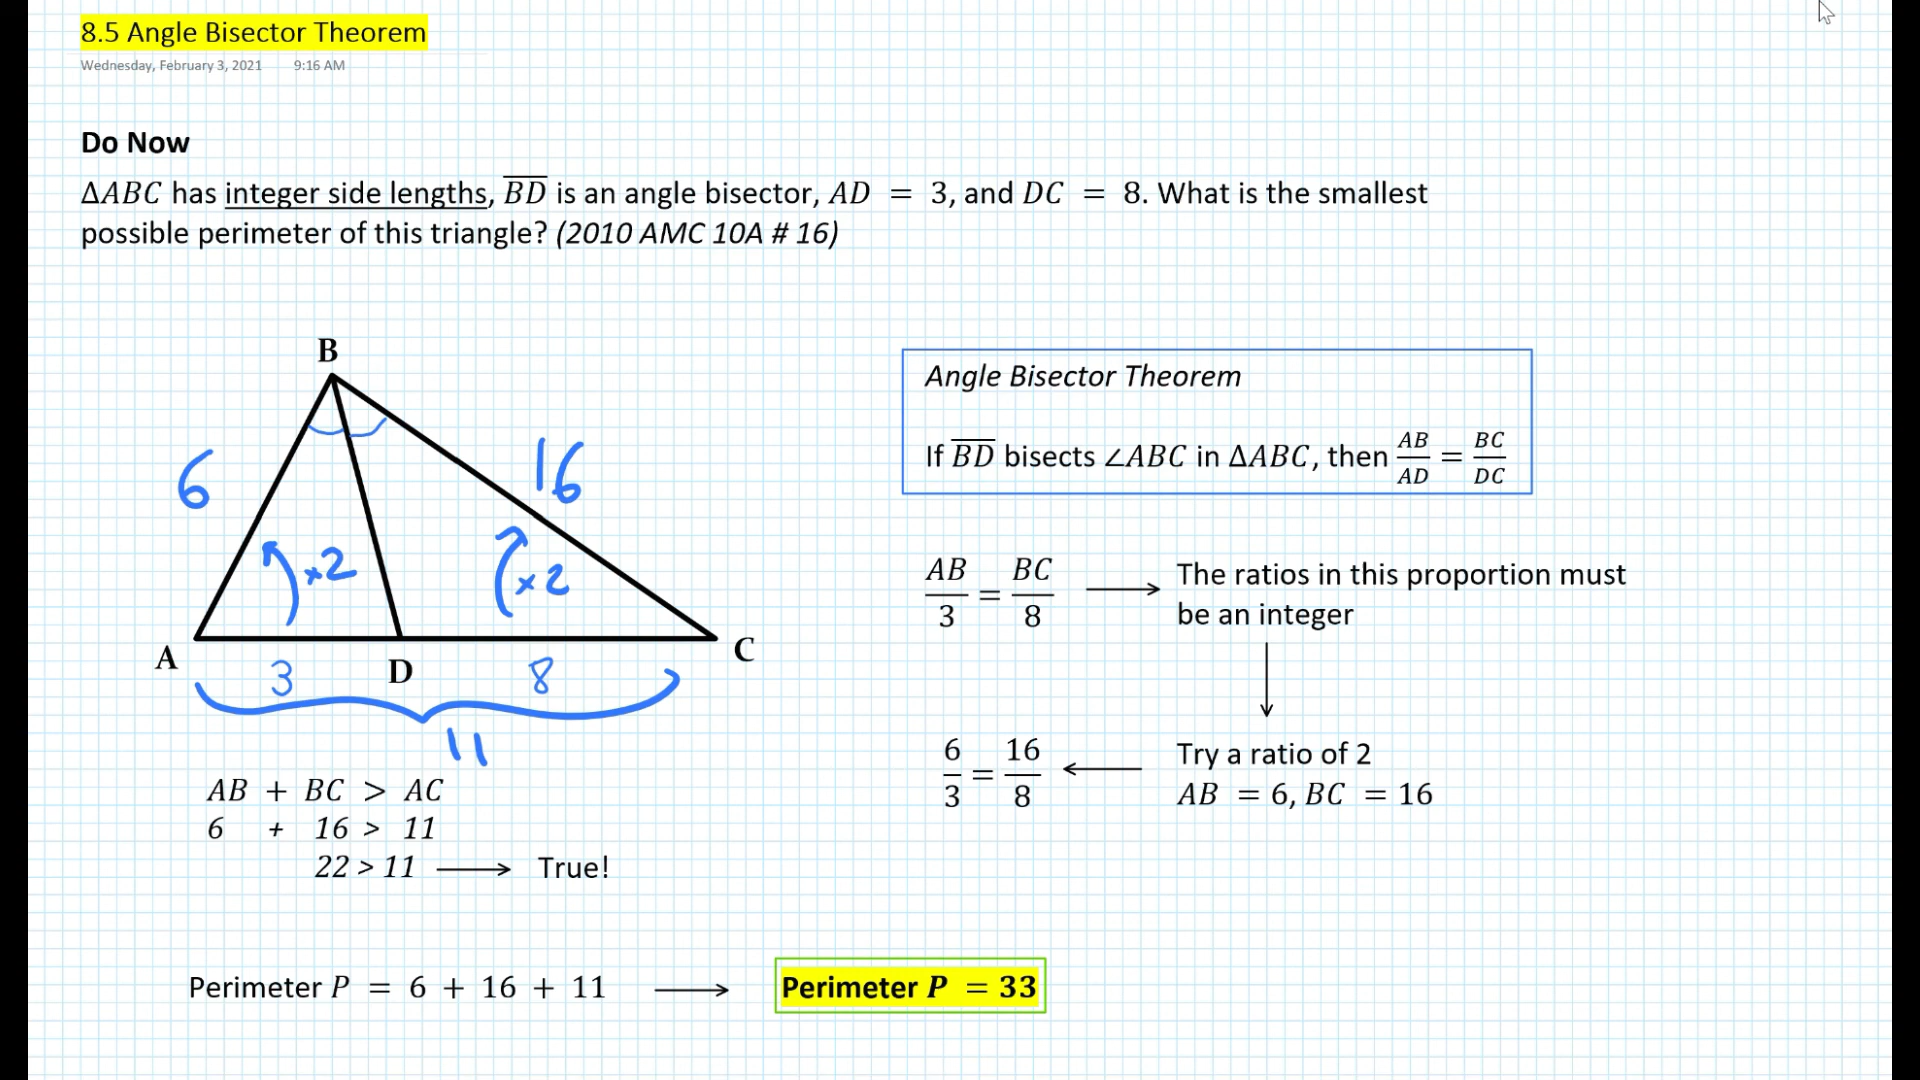 8.5 Angle Bisector Theorem
Wednesday, February 3, 2021 9:16 AM
Do Now
ΔABC has integer side lengths, B̅D̅ is an angle bisector, AD = 3, and DC = 8. What is the smallest
possible perimeter of this triangle? (2010 AMC 10A # 16)
B
6
16
×2
×2
A
D
C
3
8
11
AB + BC > AC
6 + 16 > 11
22 > 11 ⟶ True!
Angle Bisector Theorem
If B̅D̅ bisects ∠ABC in ΔABC, then AB/AD = BC/DC
AB/3 = BC/8 ⟶ The ratios in this proportion must
be an integer
6/3 = 16/8 ⟵ Try a ratio of 2
AB = 6, BC = 16
Perimeter P = 6 + 16 + 11 ⟶ Perimeter P = 33